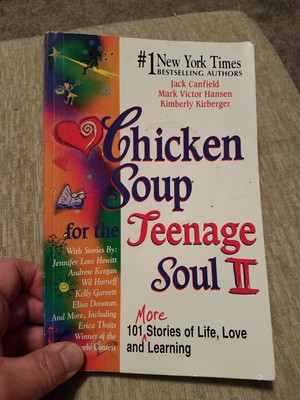 #1 New York Times
BESTSELLING AUTHORS
Jack Canfield
Mark Victor Hansen
Kimberly Kirberger
Chicken
Soup
for the Teenage
Soul II
With Stories By:
Jennifer Love Hewitt
Andrew Keegan
Wil Horneff
Kelly Garnett
Elisa Donovan
And More, Including
Erica Thoits
Winner of the
Contest
More
101 Stories of Life, Love
and Learning